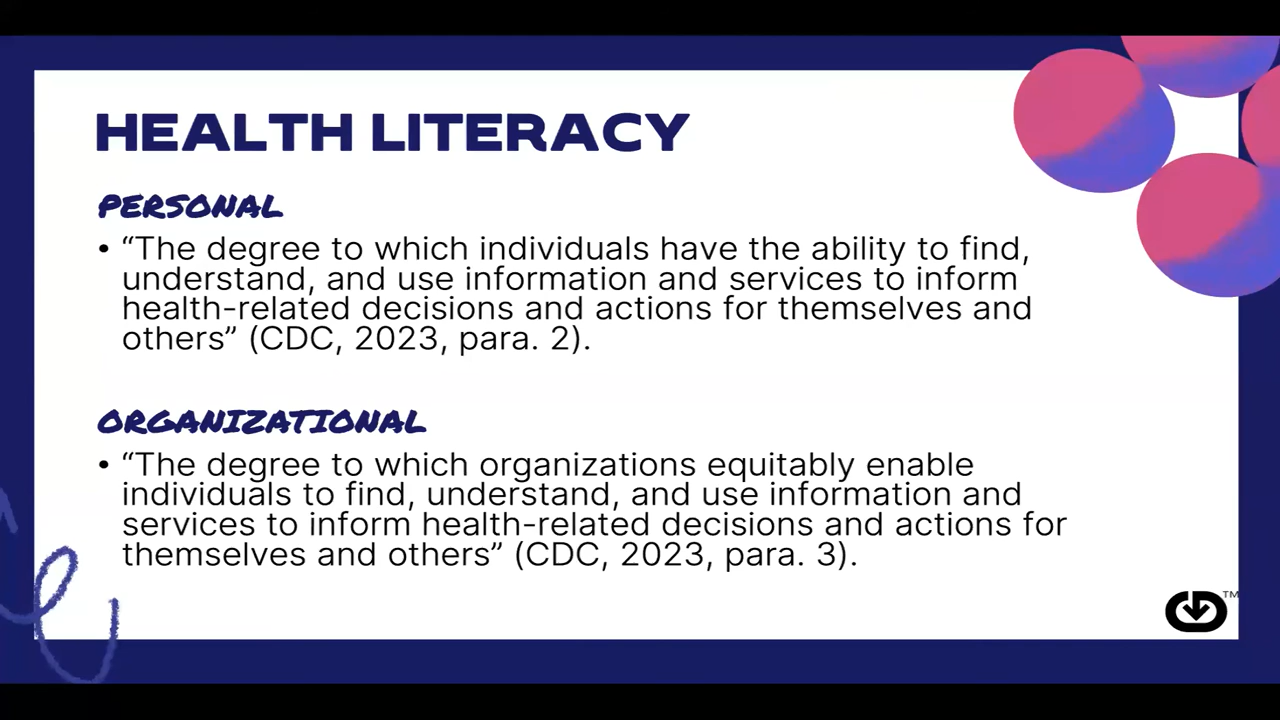 HEALTH LITERACY
PERSONAL
• “The degree to which individuals have the ability to find,
understand, and use information and services to inform
health-related decisions and actions for themselves and
others” (CDC, 2023, para. 2).
ORGANIZATIONAL
• “The degree to which organizations equitably enable
individuals to find, understand, and use information and
services to inform health-related decisions and actions for
themselves and others” (CDC, 2023, para. 3).
TM